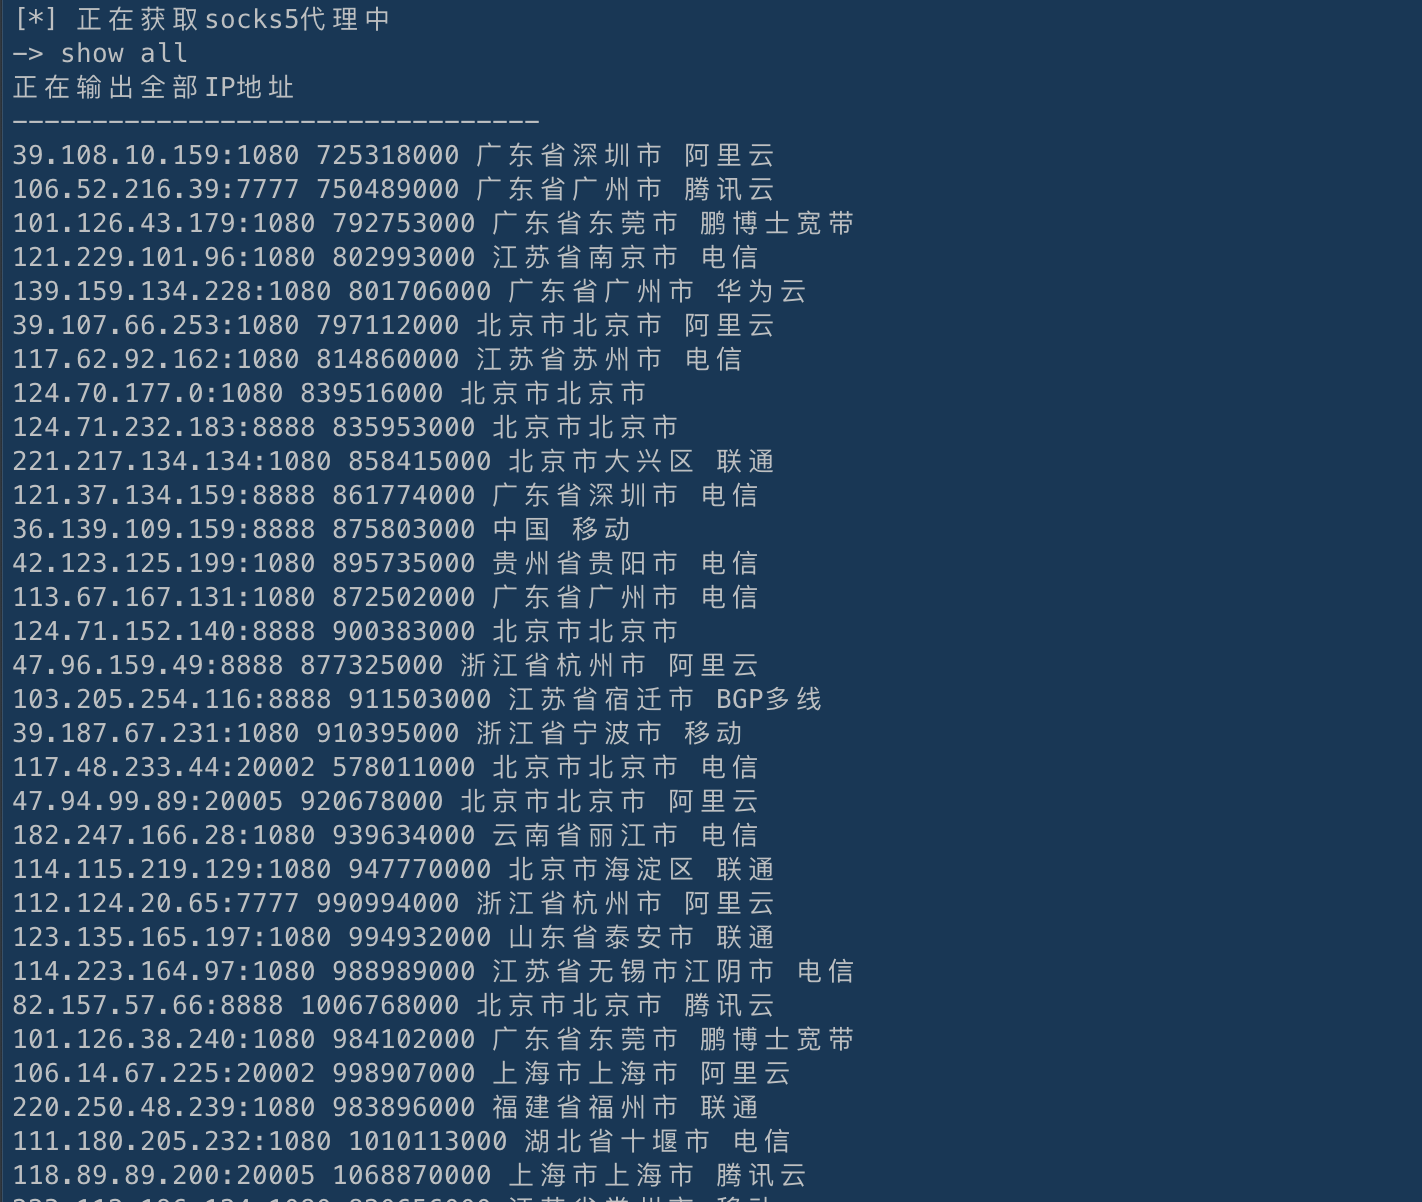 [*] 正在获取socks5代理中
—> show all
正在输出全部IP地址
---------------------------------
39.108.10.159:1080 725318000 广东省深圳市 阿里云
106.52.216.39:7777 750489000 广东省广州市 腾讯云
101.126.43.179:1080 792753000 广东省东莞市 鹏博士宽带
121.229.101.96:1080 802993000 江苏省南京市 电信
139.159.134.228:1080 801706000 广东省广州市 华为云
39.107.66.253:1080 797112000 北京市北京市 阿里云
117.62.92.162:1080 814860000 江苏省苏州市 电信
124.70.177.0:1080 839516000 北京市北京市
124.71.232.183:8888 835953000 北京市北京市
221.217.134.134:1080 858415000 北京市大兴区 联通
121.37.134.159:8888 861774000 广东省深圳市 电信
36.139.109.159:8888 875803000 中国 移动
42.123.125.199:1080 895735000 贵州省贵阳市 电信
113.67.167.131:1080 872502000 广东省广州市 电信
124.71.152.140:8888 900383000 北京市北京市
47.96.159.49:8888 877325000 浙江省杭州市 阿里云
103.205.254.116:8888 911503000 江苏省宿迁市 BGP多线
39.187.67.231:1080 910395000 浙江省宁波市 移动
117.48.233.44:20002 578011000 北京市北京市 电信
47.94.99.89:20005 920678000 北京市北京市 阿里云
182.247.166.28:1080 939634000 云南省丽江市 电信
114.115.219.129:1080 947770000 北京市海淀区 联通
112.124.20.65:7777 990994000 浙江省杭州市 阿里云
123.135.165.197:1080 994932000 山东省泰安市 联通
114.223.164.97:1080 988989000 江苏省无锡市江阴市 电信
82.157.57.66:8888 1006768000 北京市北京市 腾讯云
101.126.38.240:1080 984102000 广东省东莞市 鹏博士宽带
106.14.67.225:20002 998907000 上海市上海市 阿里云
220.250.48.239:1080 983896000 福建省福州市 联通
111.180.205.232:1080 1010113000 湖北省十堰市 电信
118.89.89.200:20005 1068870000 上海市上海市 腾讯云